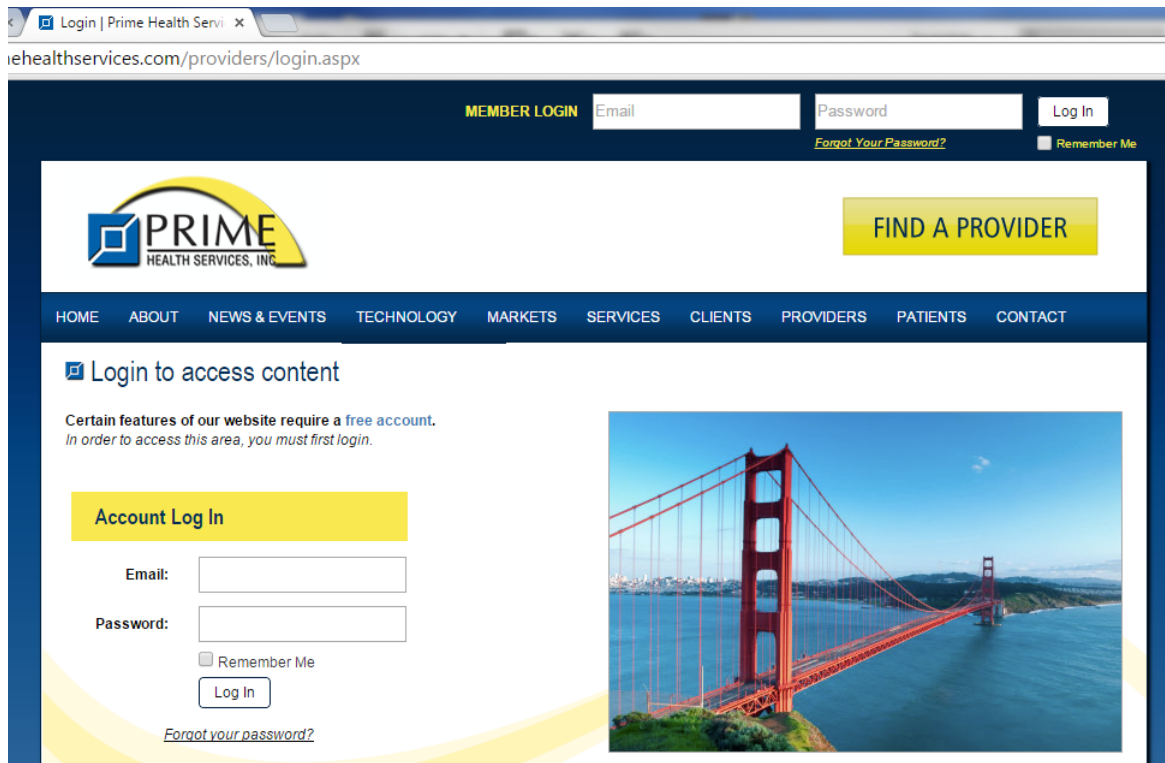 Login | Prime Health Servi
ehealthservices.com/providers/login.aspx
MEMBER LOGIN Email Password Log In
Forgot Your Password? Remember Me
PRIME
HEALTH SERVICES, INC
FIND A PROVIDER
HOME ABOUT NEWS & EVENTS TECHNOLOGY MARKETS SERVICES CLIENTS PROVIDERS PATIENTS CONTACT
Login to access content
Certain features of our website require a free account.
In order to access this area, you must first login.
Account Log In
Email:
Password:
Remember Me
Log In
Forgot your password?